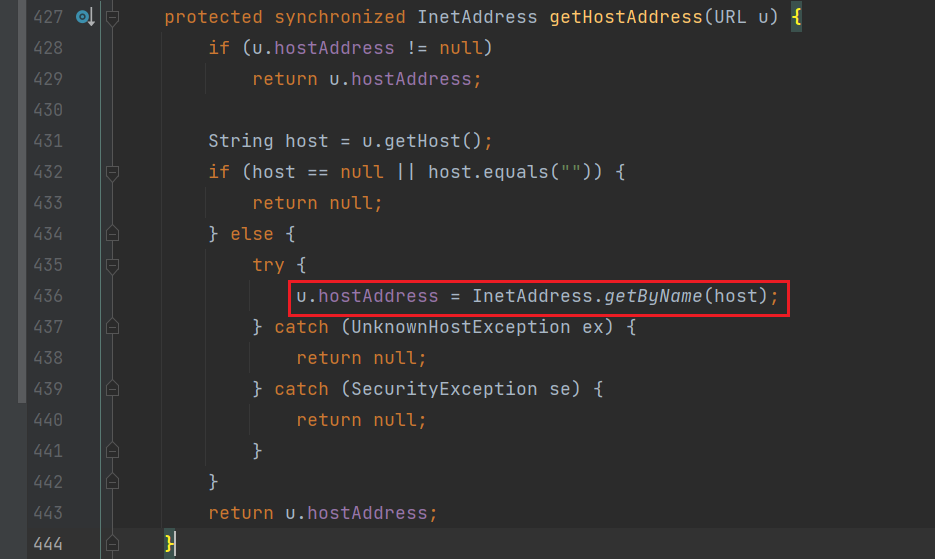 427 protected synchronized InetAddress getHostAddress(URL u) {
428 if (u.hostAddress != null)
429 return u.hostAddress;
430
431 String host = u.getHost();
432 if (host == null || host.equals("")) {
433 return null;
434 } else {
435 try {
436 u.hostAddress = InetAddress.getByName(host);
437 } catch (UnknownHostException ex) {
438 return null;
439 } catch (SecurityException se) {
440 return null;
441 }
442 }
443 return u.hostAddress;
444 }